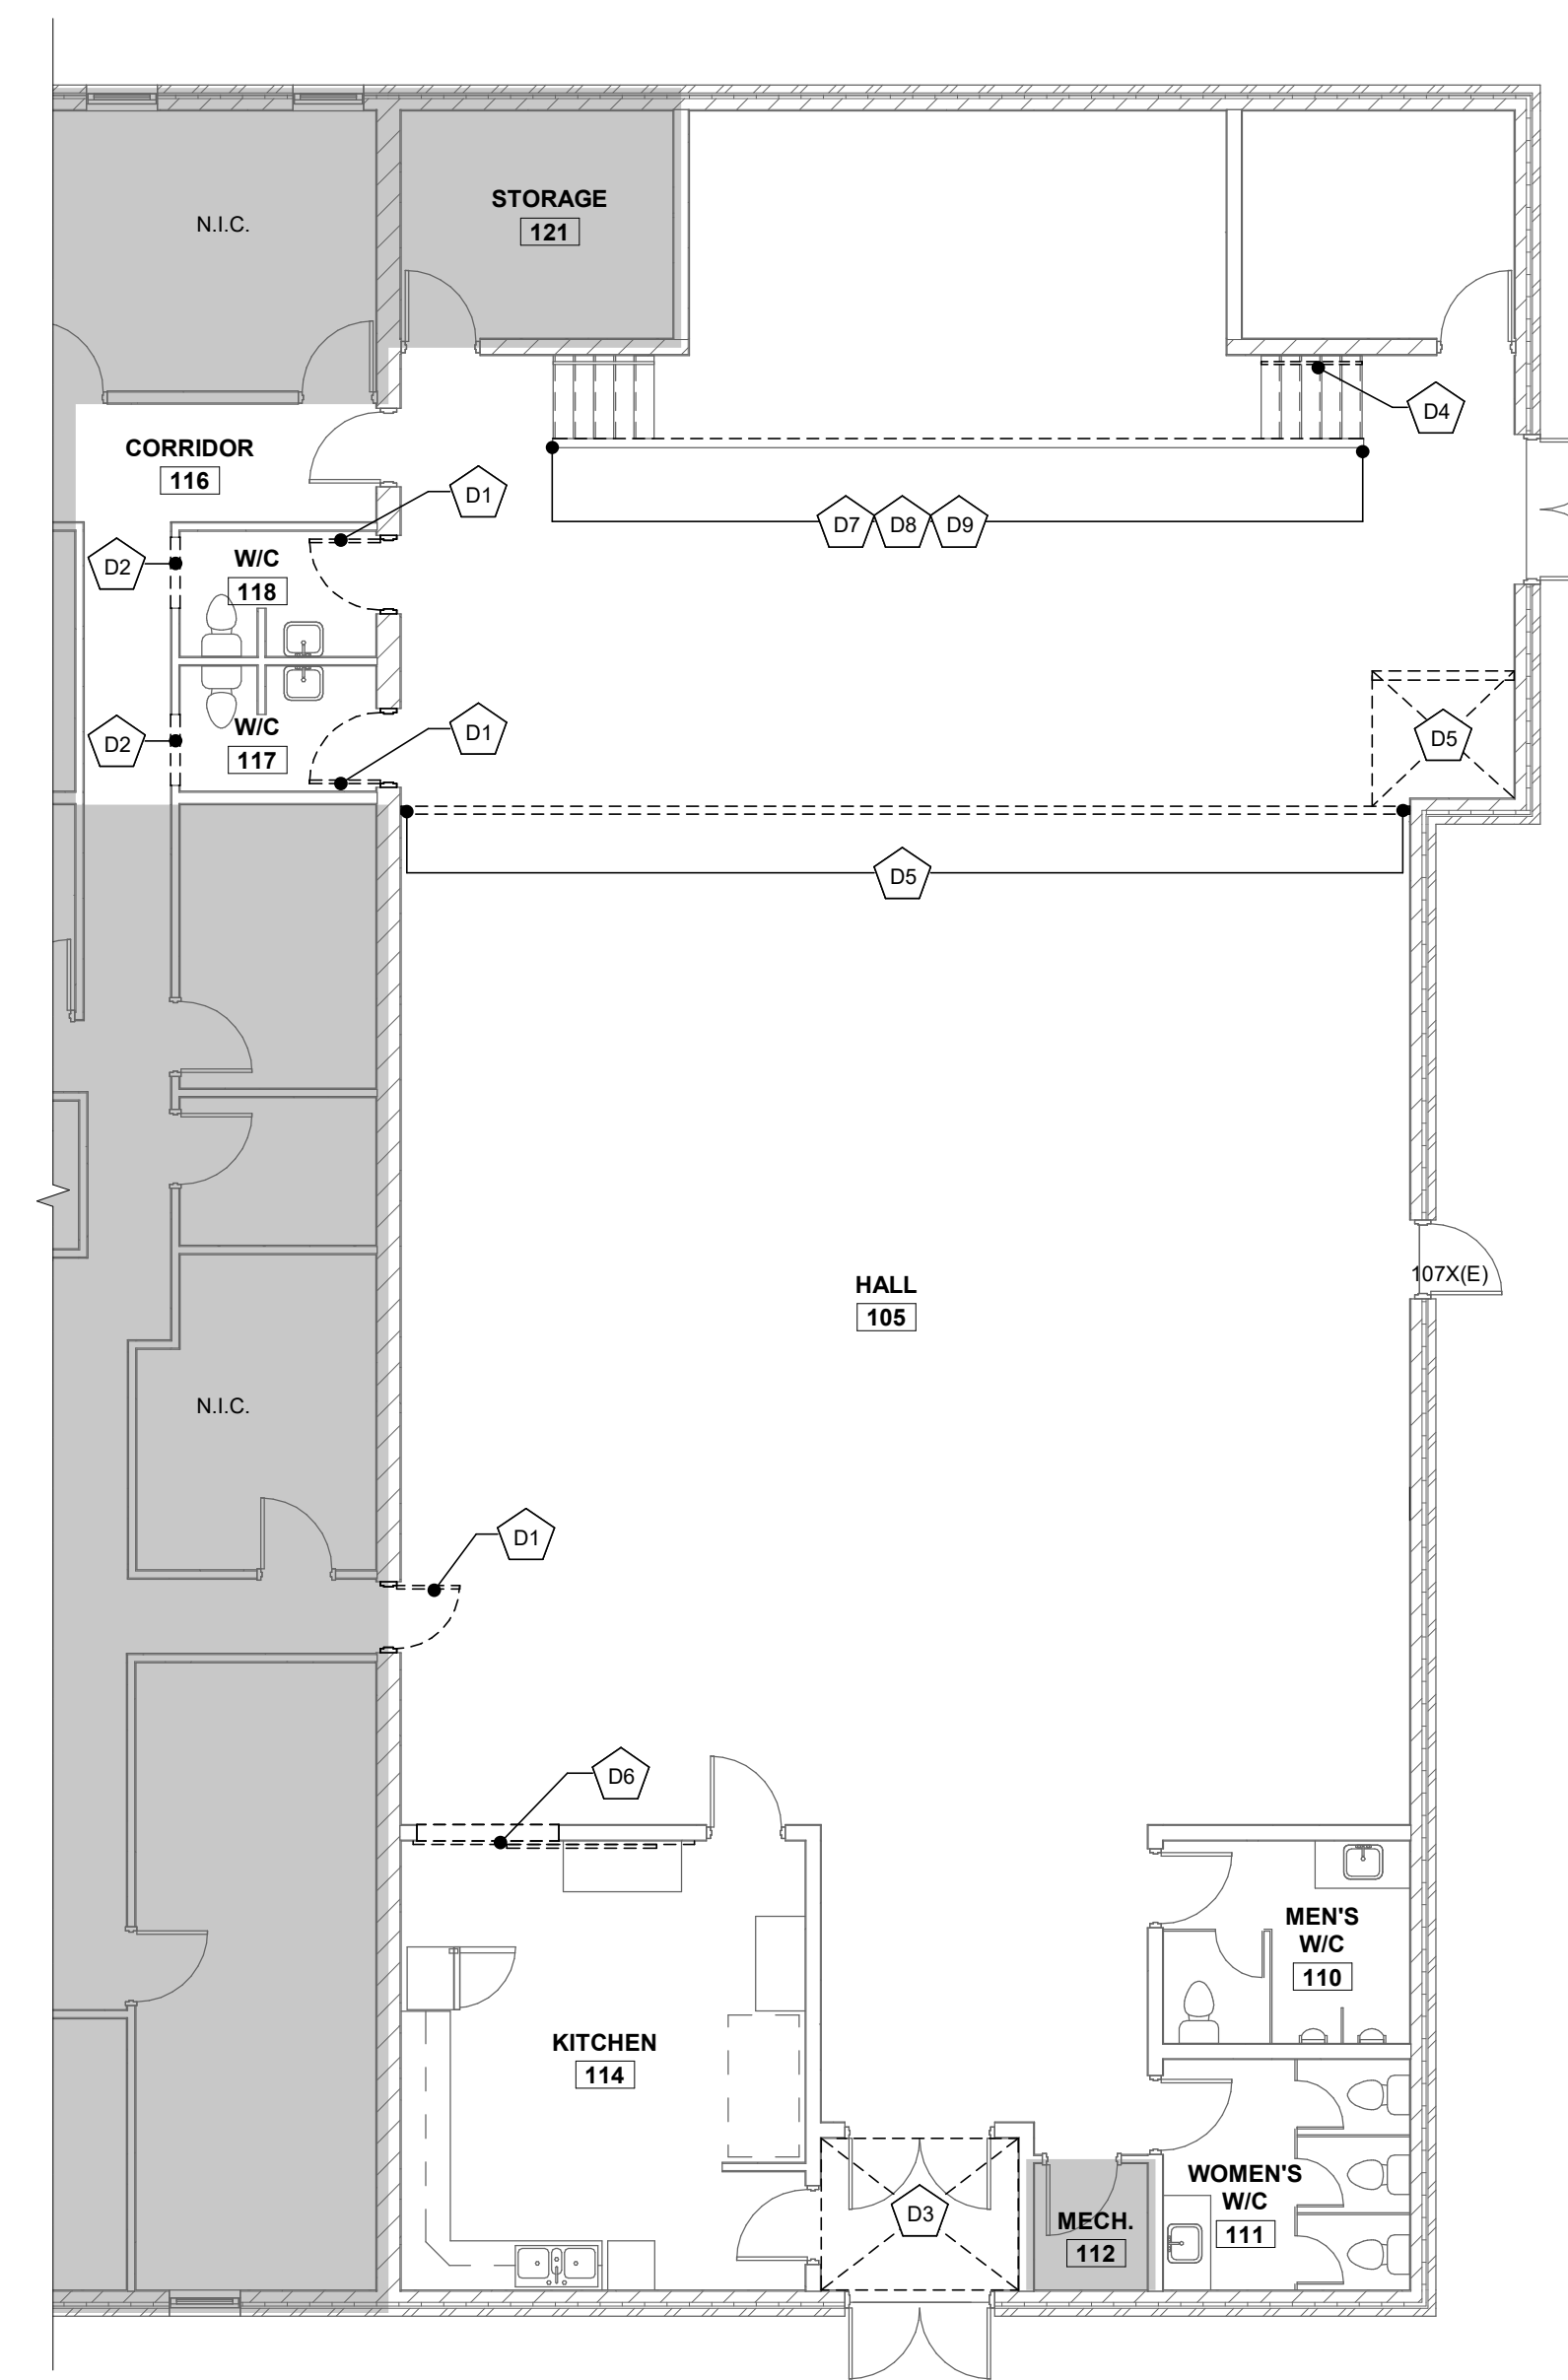 STORAGE
121
N.I.C.
D4
CORRIDOR
116
D1
D7 D8 D9
D2
W/C
118
D1
W/C
117
D2
D5
D5
HALL
105
107X(E)
N.I.C.
D1
D6
MEN'S
W/C
110
KITCHEN
114
WOMEN'S
W/C
111
D3
MECH.
112